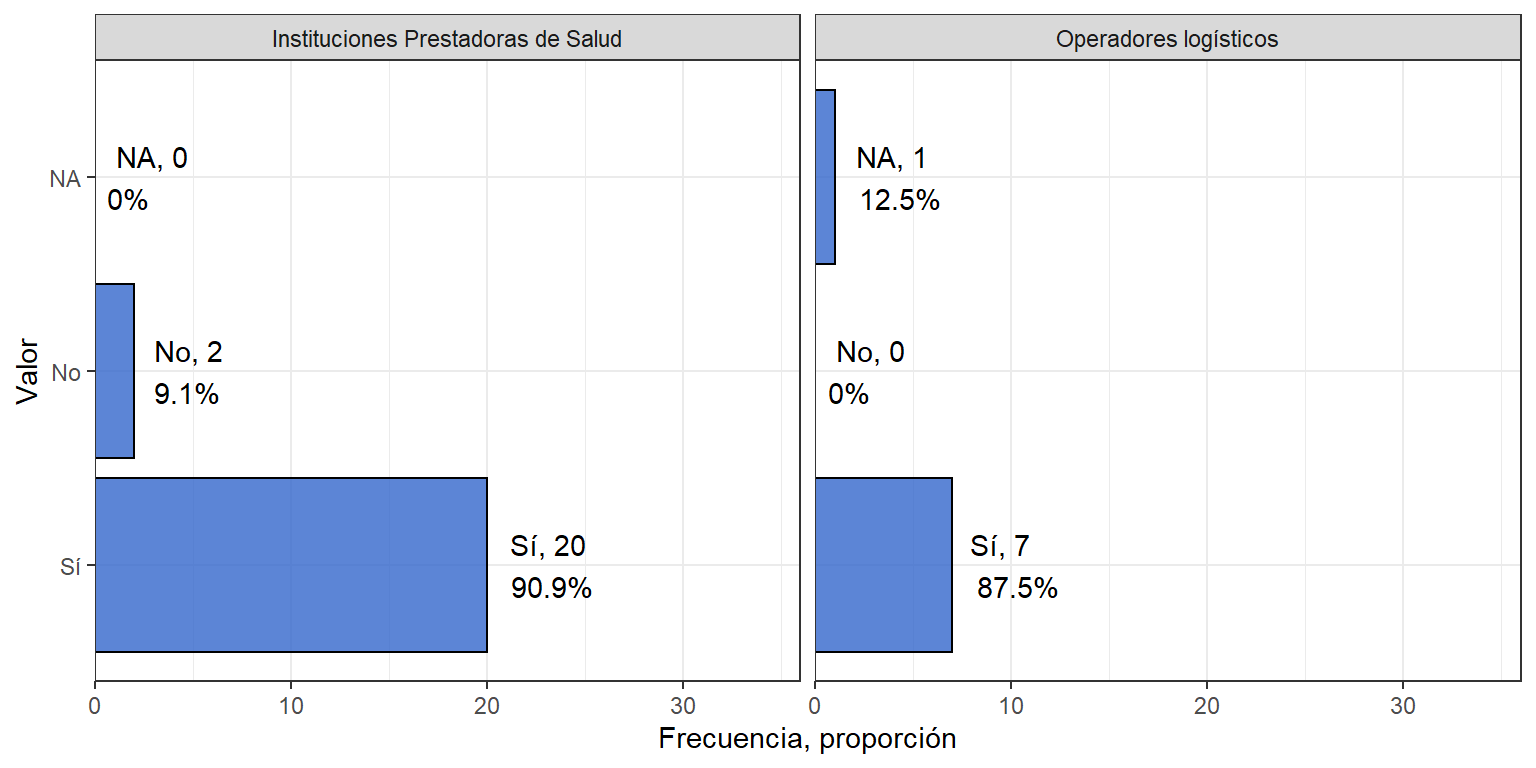 Instituciones Prestadoras de Salud
Operadores logísticos
Valor
NA
No
Sí
NA, 0
0%
No, 2
9.1%
Sí, 20
90.9%
NA, 1
12.5%
No, 0
0%
Sí, 7
87.5%
0 10 20 30
0 10 20 30
Frecuencia, proporción